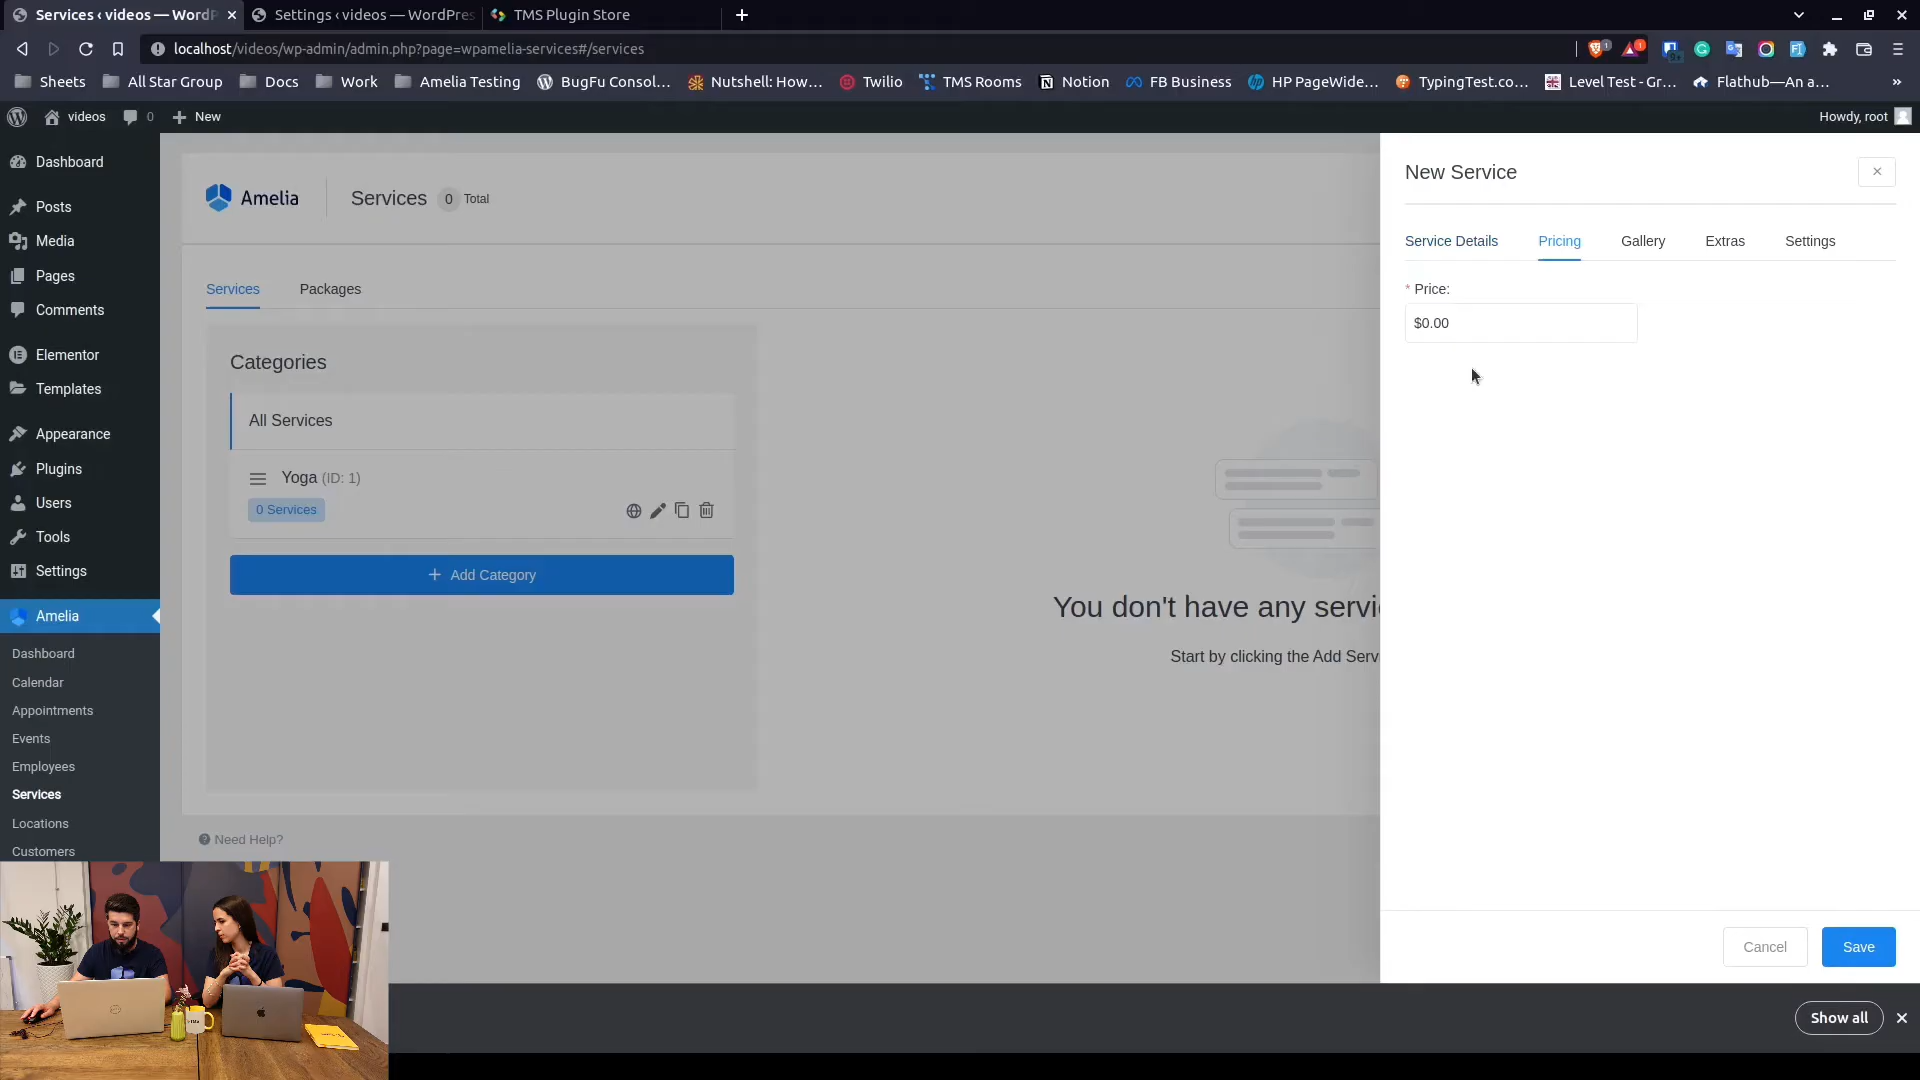 Services ‹ videos — WordP
Settings ‹ videos — WordPres
TMS Plugin Store
localhost/videos/wp-admin/admin.php?page=wpamelia-services#/services
1
1
Sheets
All Star Group
Docs
Work
Amelia Testing
BugFu Consol...
Nutshell: How...
Twilio
TMS Rooms
Notion
FB Business
HP PageWide...
TypingTest.co...
Level Test - Gr...
Flathub—An a...
»
videos
0
New
Howdy, root
Dashboard
Posts
Media
Pages
Comments
Elementor
Templates
Appearance
Plugins
Users
Tools
Settings
Amelia
Dashboard
Calendar
Appointments
Events
Employees
Services
Locations
Customers
Amelia
Services 0 Total
Services
Packages
Categories
All Services
Yoga (ID: 1)
0 Services
+ Add Category
You don't have any servi
Start by clicking the Add Serv
Need Help?
New Service
Service Details
Pricing
Gallery
Extras
Settings
* Price:
$0.00
Cancel
Save
Show all